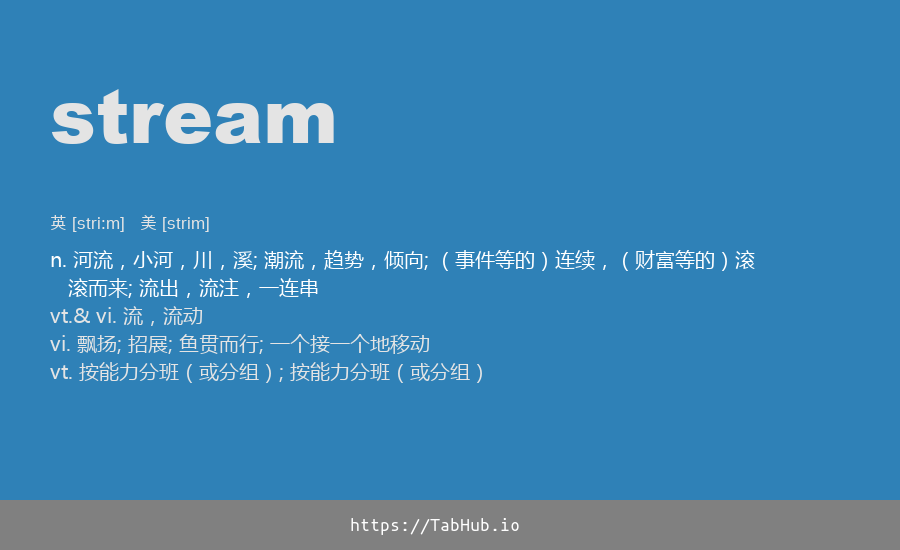 stream
英 [stri:m] 美 [strim]
n. 河流，小河，川，溪; 潮流，趋势，倾向; （事件等的）连续，（财富等的）滚
滚而来; 流出，流注，一连串
vt.& vi. 流，流动
vi. 飘扬; 招展; 鱼贯而行; 一个接一个地移动
vt. 按能力分班（或分组）; 按能力分班（或分组）
https://TabHub.io